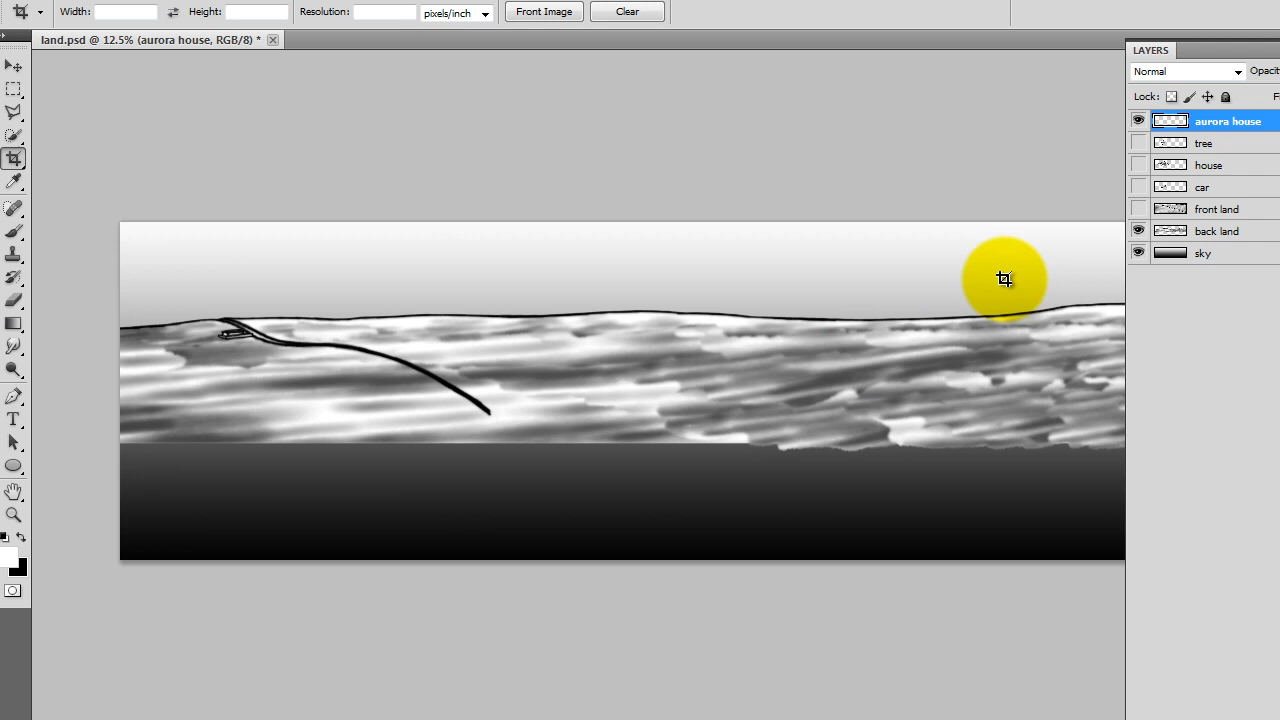 Width: Height: Resolution: pixels/inch Front Image Clear
land.psd @ 12.5% (aurora house, RGB/8) *
LAYERS
Normal Opacit
Lock: F
aurora house
tree
house
car
front land
back land
sky
T